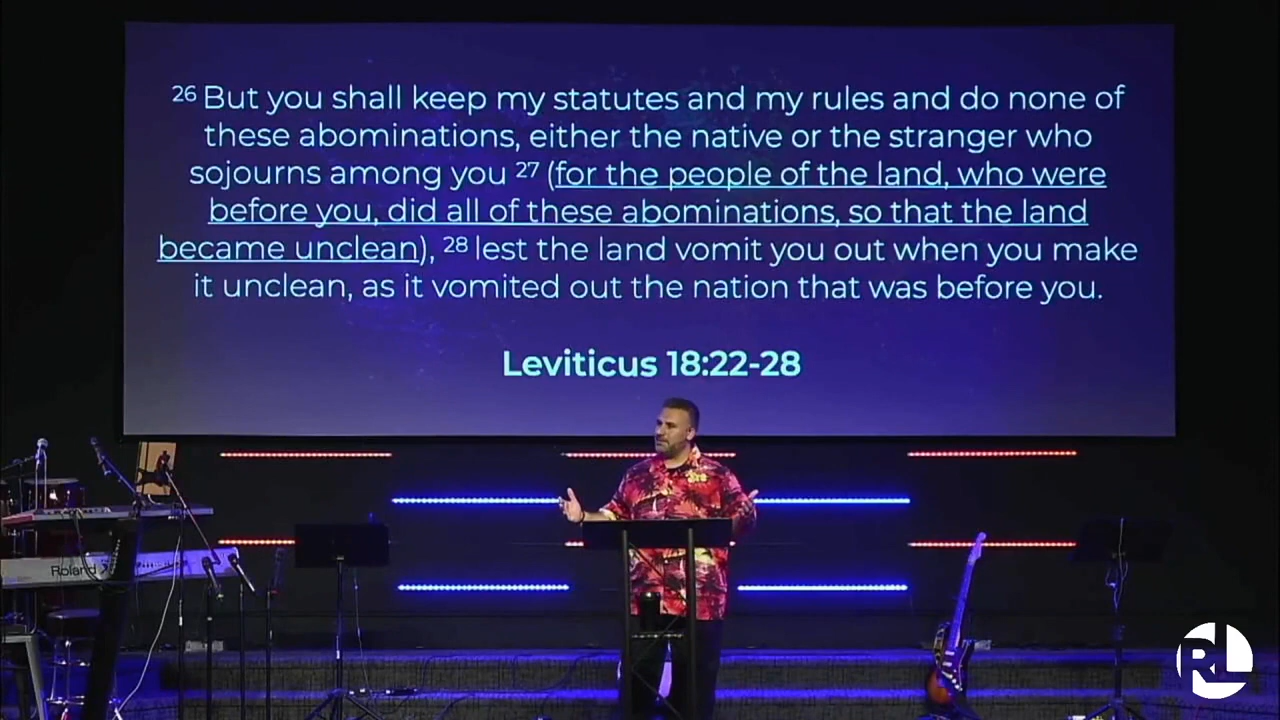 26 But you shall keep my statutes and my rules and do none of
these abominations, either the native or the stranger who
sojourns among you 27 (for the people of the land, who were
before you, did all of these abominations, so that the land
became unclean), 28 lest the land vomit you out when you make
it unclean, as it vomited out the nation that was before you.
Leviticus 18:22-28
Roland
RL